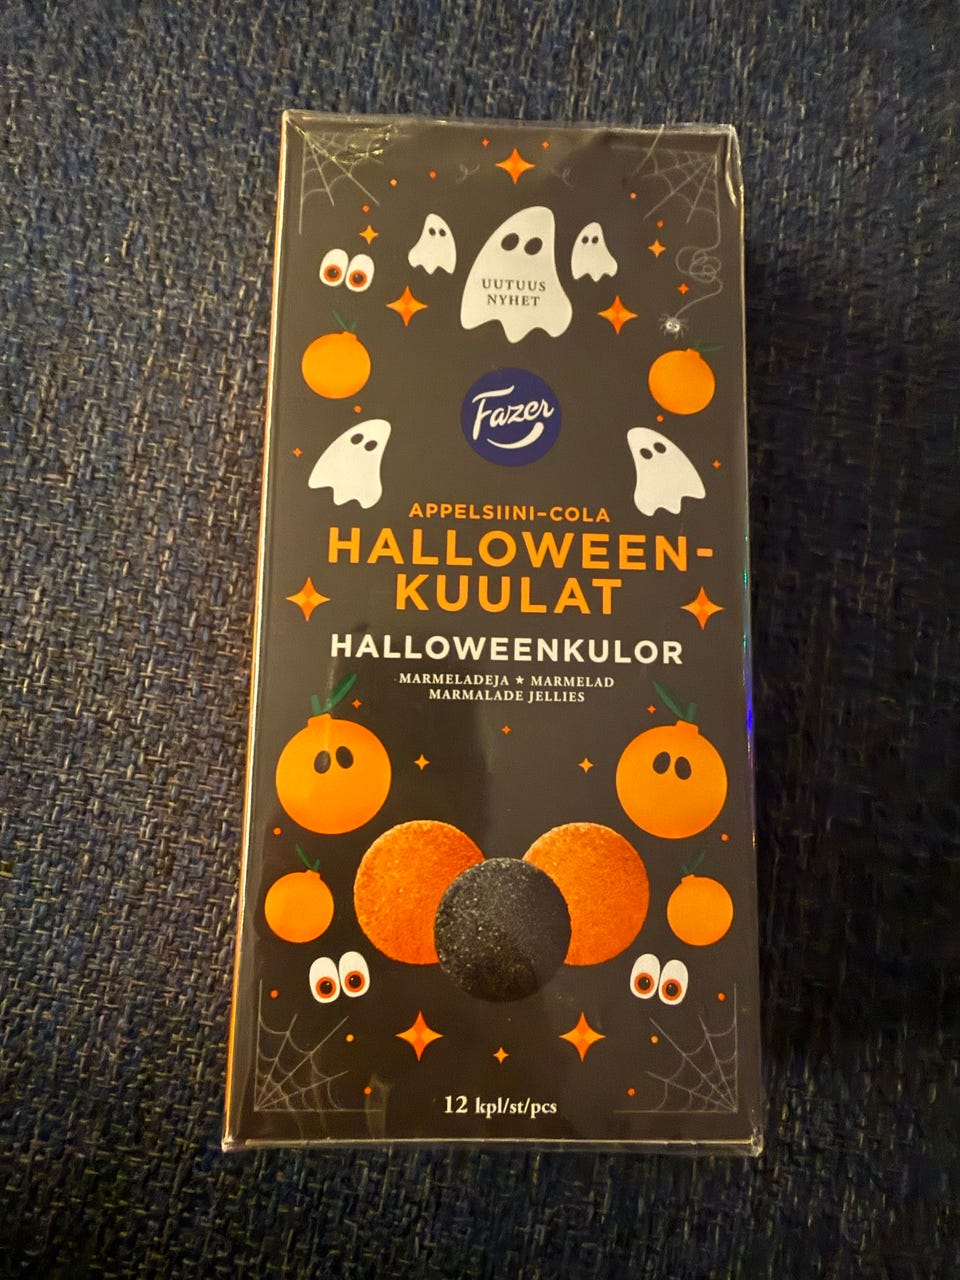 UUTUUS
NYHET
Fazer
APPELSIINI-COLA
HALLOWEEN-
KUULAT
HALLOWEENKULOR
MARMELADEJA ★ MARMELAD
MARMALADE JELLIES
12 kpl/st/pcs